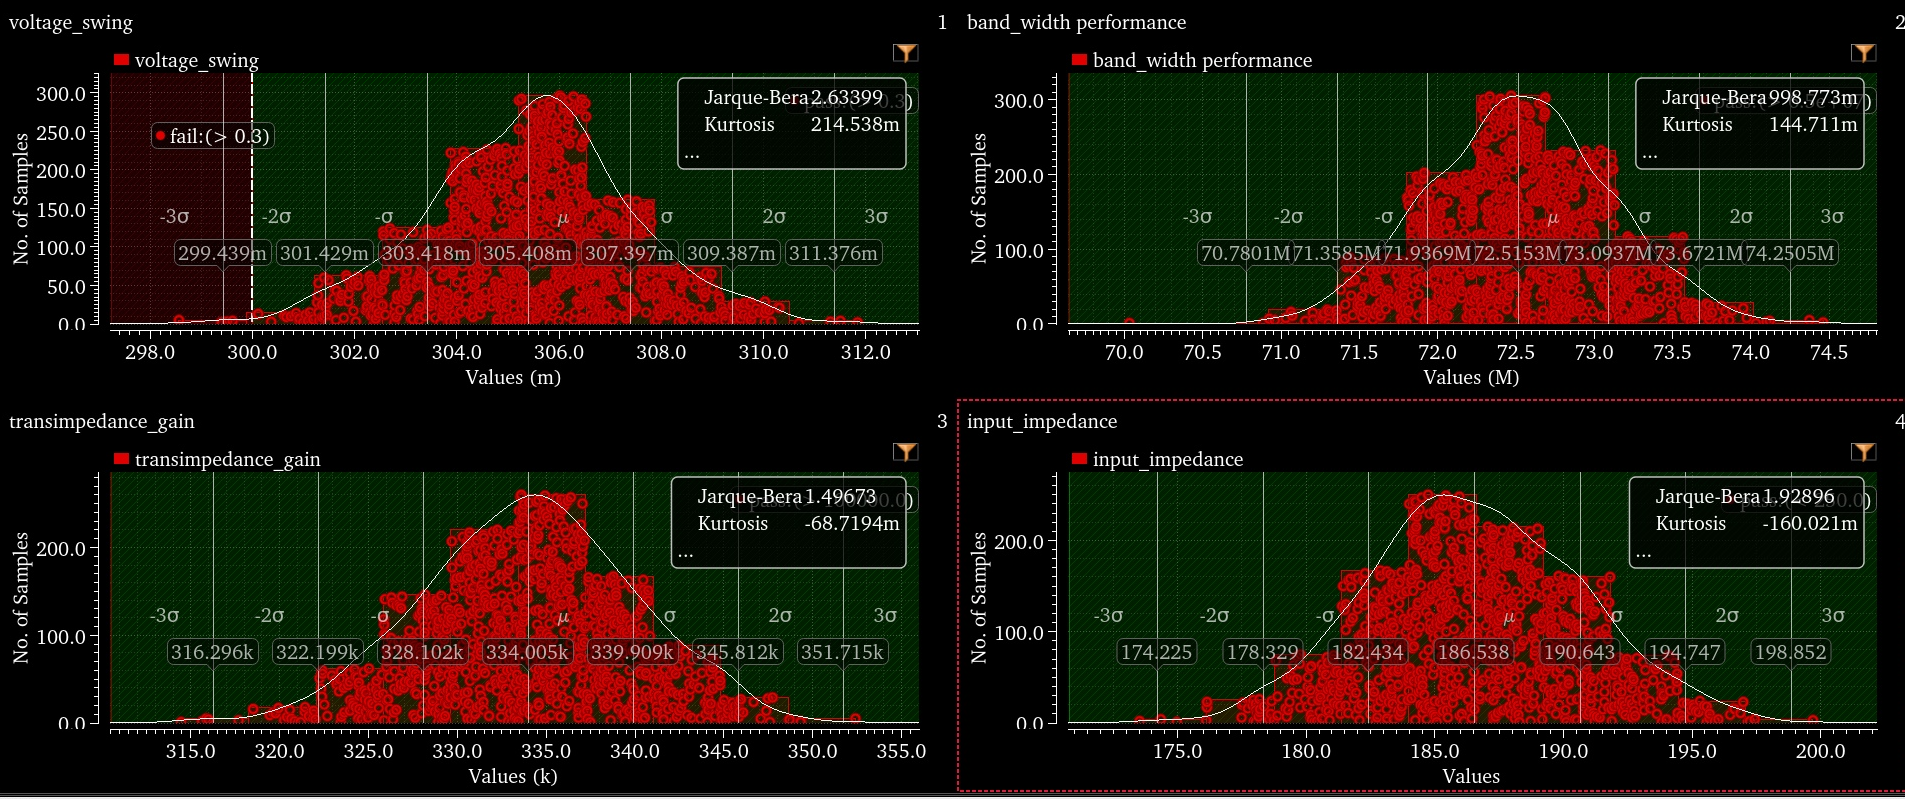 voltage_swing 1
voltage_swing
Jarque-Bera 2.63399
Kurtosis 214.538m
...
fail:(> 0.3)
No. of Samples
300.0
250.0
200.0
150.0
100.0
50.0
0.0
-3σ -2σ -σ μ σ 2σ 3σ
299.439m 301.429m 303.418m 305.408m 307.397m 309.387m 311.376m
298.0 300.0 302.0 304.0 306.0 308.0 310.0 312.0
Values (m)
band_width performance 2
band_width performance
Jarque-Bera 998.773m
Kurtosis 144.711m
...
No. of Samples
300.0
200.0
100.0
0.0
-3σ -2σ -σ μ σ 2σ 3σ
70.7801M 71.3585M 71.9369M 72.5153M 73.0937M 73.6721M 74.2505M
70.0 70.5 71.0 71.5 72.0 72.5 73.0 73.5 74.0 74.5
Values (M)
transimpedance_gain 3
transimpedance_gain
Jarque-Bera 1.49673
Kurtosis -68.7194m
...
No. of Samples
200.0
100.0
0.0
-3σ -2σ -σ μ σ 2σ 3σ
316.296k 322.199k 328.102k 334.005k 339.909k 345.812k 351.715k
315.0 320.0 325.0 330.0 335.0 340.0 345.0 350.0 355.0
Values (k)
input_impedance 4
input_impedance
Jarque-Bera 1.92896
Kurtosis -160.021m
...
No. of Samples
200.0
100.0
0.0
-3σ -2σ -σ μ σ 2σ 3σ
174.225 178.329 182.434 186.538 190.643 194.747 198.852
175.0 180.0 185.0 190.0 195.0 200.0
Values